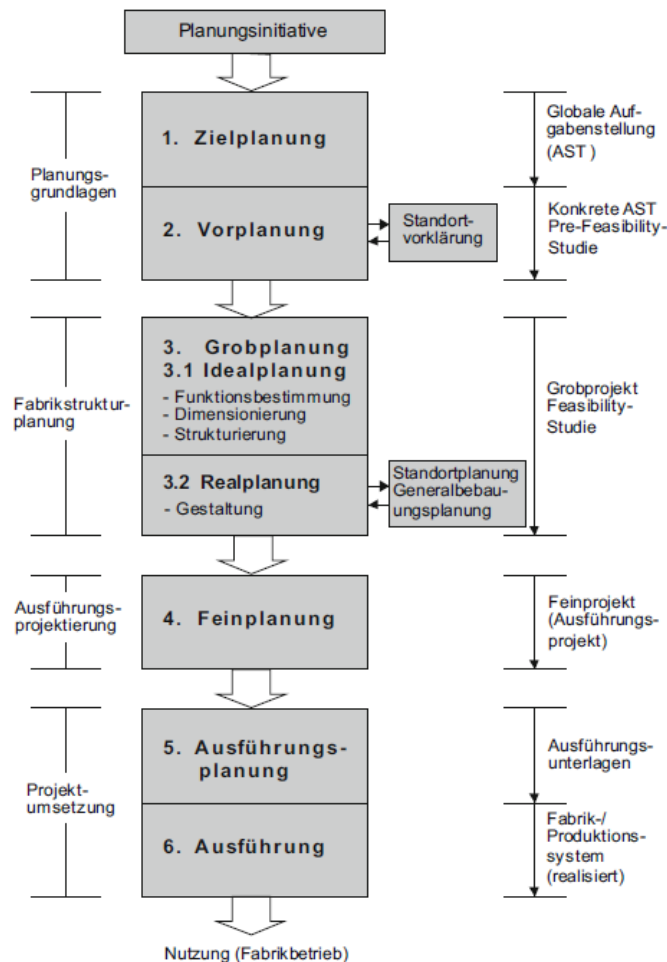 Planungsinitiative
Planungs-
grundlagen
1. Zielplanung
Globale Auf-
gabenstellung
(AST )
2. Vorplanung
Standort-
vorklärung
Konkrete AST
Pre-Feasibility-
Studie
Fabrikstruktur-
planung
3. Grobplanung
3.1 Idealplanung
- Funktionsbestimmung
- Dimensionierung
- Strukturierung
Grobprojekt
Feasibility-
Studie
3.2 Realplanung
- Gestaltung
Standortplanung
Generalbebau-
ungsplanung
Ausführungs-
projektierung
4. Feinplanung
Feinprojekt
(Ausführungs-
projekt)
Projekt-
umsetzung
5. Ausführungs-
planung
Ausführungs-
unterlagen
6. Ausführung
Fabrik-/
Produktions-
system
(realisiert)
Nutzung (Fabrikbetrieb)